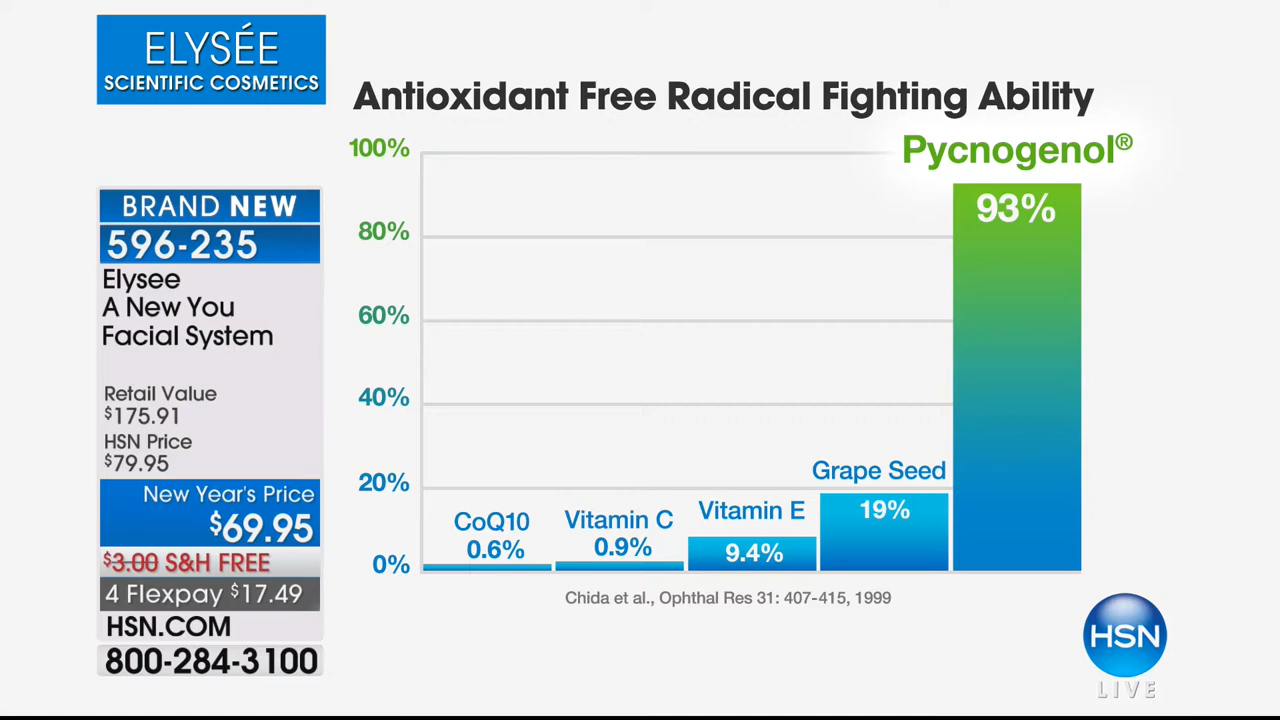 ELYSÉE
SCIENTIFIC COSMETICS
BRAND NEW
596-235
Elysee
A New You
Facial System
Retail Value
$175.91
HSN Price
$79.95
New Year's Price
$69.95
$3.00 S&H FREE
4 Flexpay $17.49
HSN.COM
800-284-3100
Antioxidant Free Radical Fighting Ability
100%
80%
60%
40%
20%
0%
CoQ10
0.6%
Vitamin C
0.9%
Vitamin E
9.4%
Grape Seed
19%
Pycnogenol®
93%
Chida et al., Ophthal Res 31: 407-415, 1999
HSN
LIVE